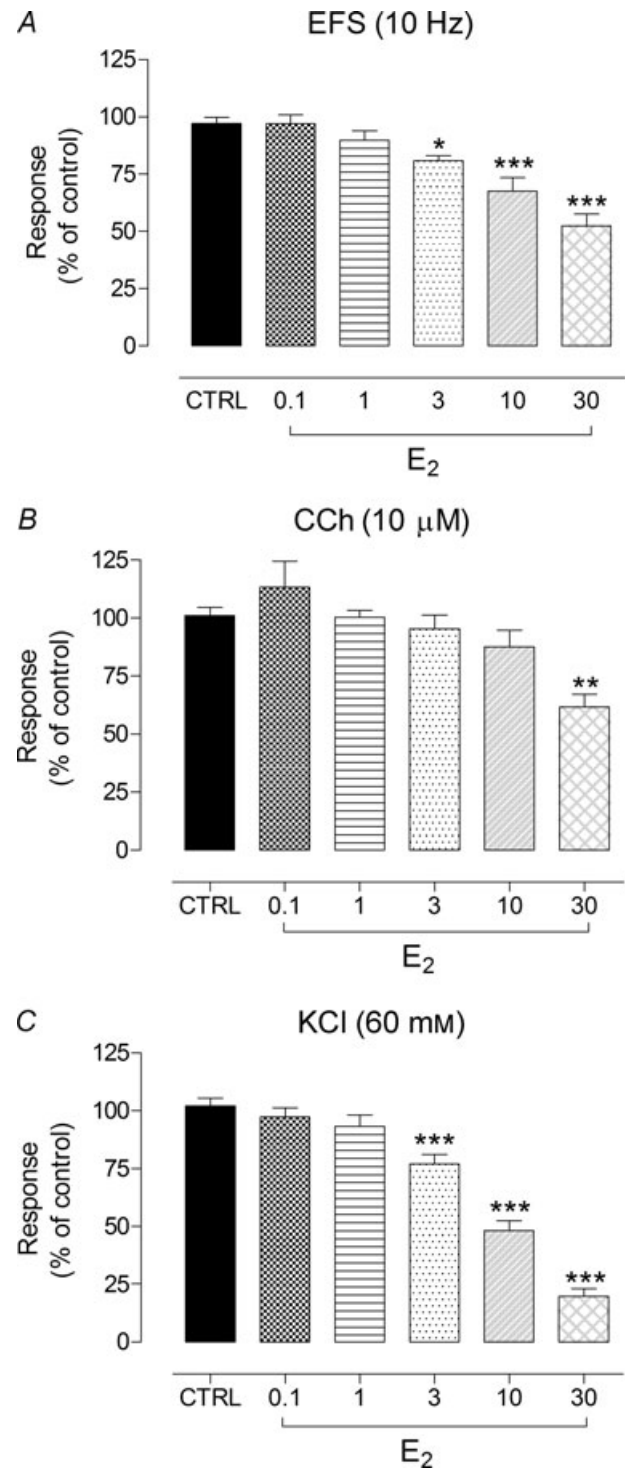 A
EFS (10 Hz)
Response
(% of control)
125
100
75
50
25
0
*
***
***
CTRL 0.1 1 3 10 30
E₂
B
CCh (10 μM)
Response
(% of control)
125
100
75
50
25
0
**
CTRL 0.1 1 3 10 30
E₂
C
KCl (60 mM)
Response
(% of control)
125
100
75
50
25
0
***
***
***
CTRL 0.1 1 3 10 30
E₂